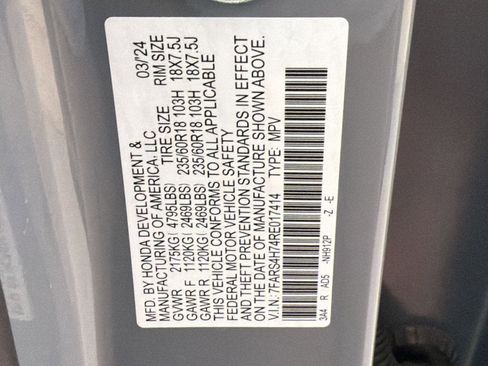 MFD. BY HONDA DEVELOPMENT & 03/'24
MANUFACTURING OF AMERICA, LLC
TIRE SIZE RIM SIZE
GVWR 2175KG ( 4795LBS)
GAWR F 1120KG ( 2469LBS) 235/60R18 103H 18X7.5J
GAWR R 1120KG ( 2469LBS) 235/60R18 103H 18X7.5J
THIS VEHICLE CONFORMS TO ALL APPLICABLE
FEDERAL MOTOR VEHICLE SAFETY
AND THEFT PREVENTION STANDARDS IN EFFECT
ON THE DATE OF MANUFACTURE SHOWN ABOVE.
V.I.N.: 7FARS4H74RE017414 TYPE: MPV
3A4 R AD5 -NH912P -Z -E